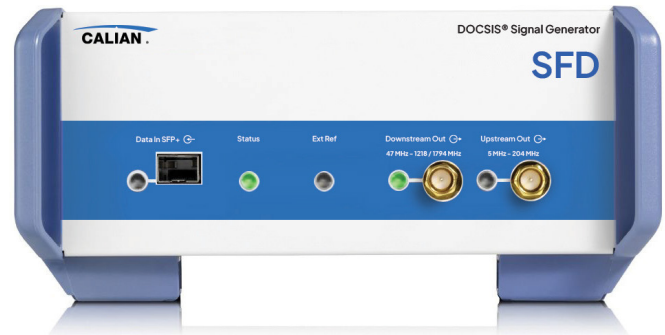 CALIAN.
DOCSIS® Signal Generator
SFD
Data In SFP+
Status
Ext Ref
Downstream Out
47 MHz - 1218 / 1794 MHz
Upstream Out
5 MHz - 204 MHz